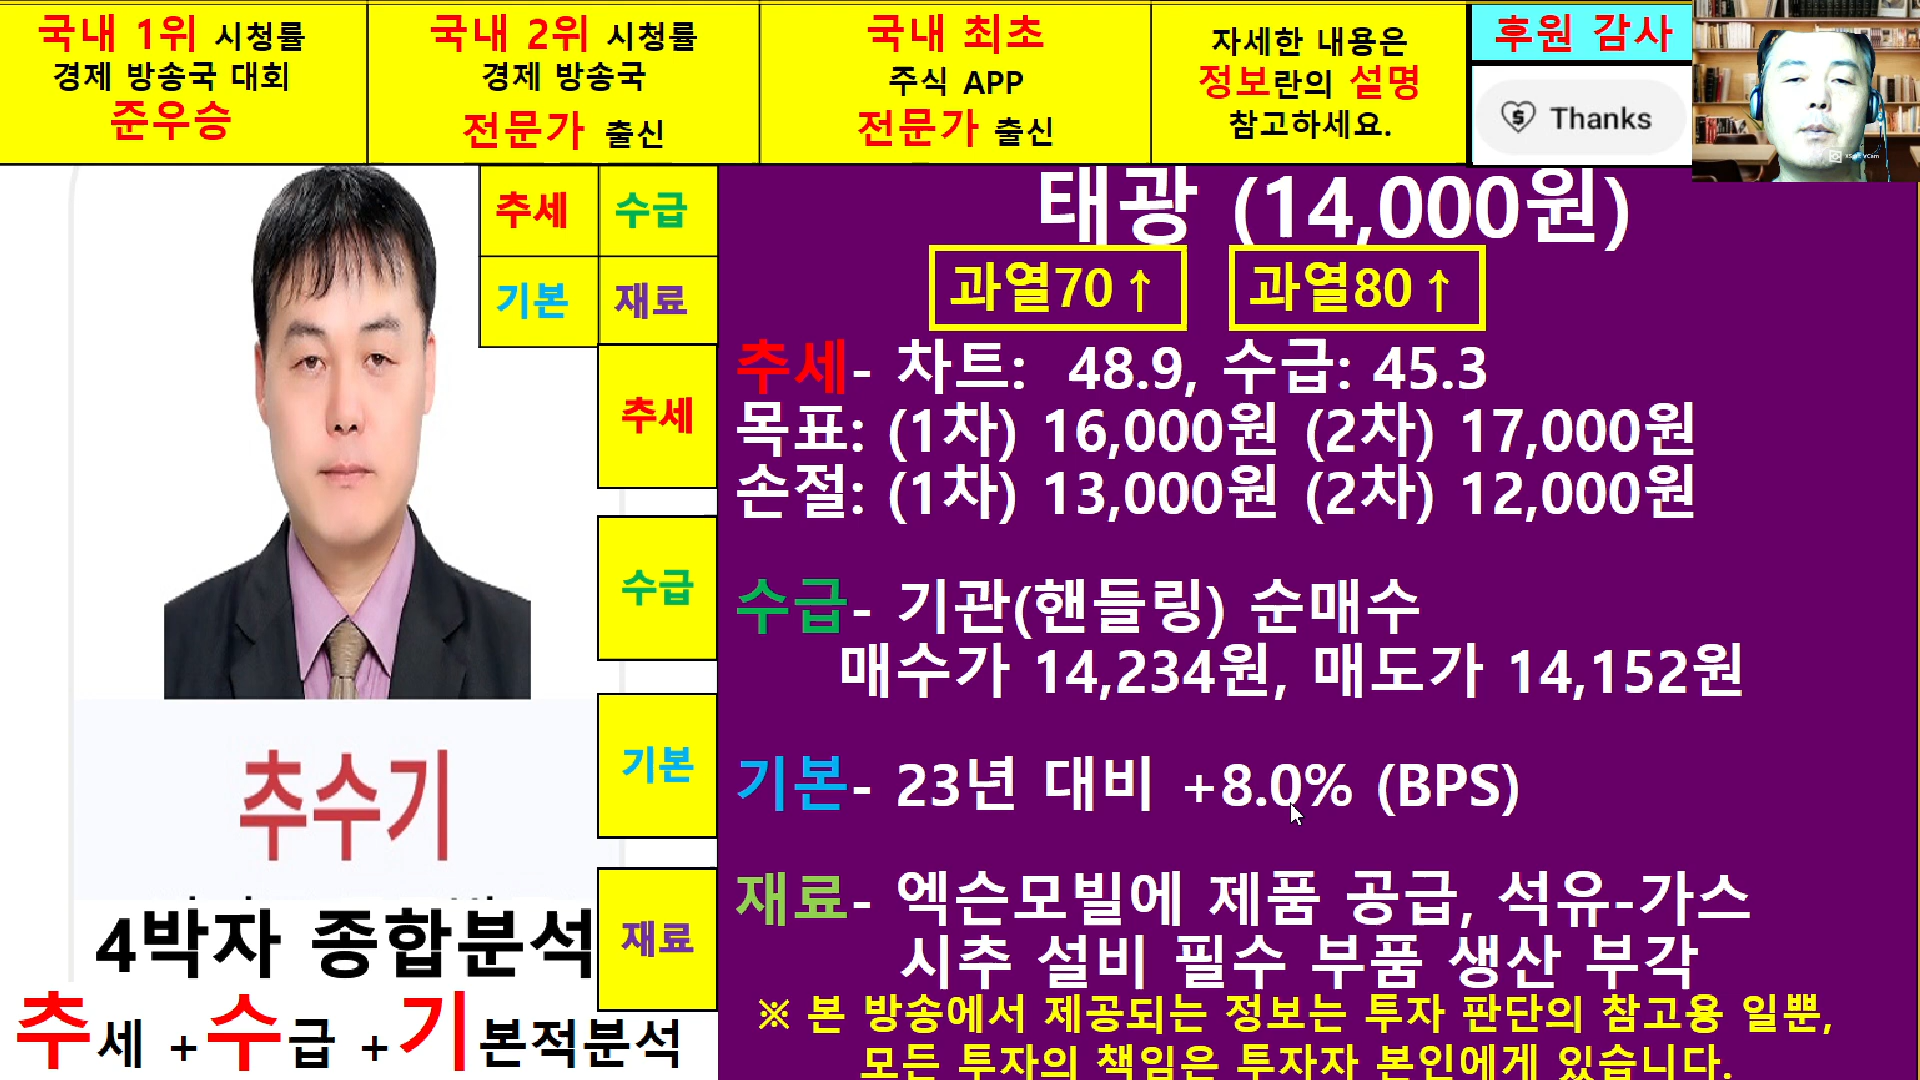 국내 1위 시청률
경제 방송국 대회
준우승
국내 2위 시청률
경제 방송국
전문가 출신
국내 최초
주식 APP
전문가 출신
자세한 내용은
정보란의 설명
참고하세요.
후원 감사
Thanks
추세 수급
기본 재료
추세
수급
기본
재료
추수기
4박자 종합분석
추세 +수급 +기본적분석
태광 (14,000원)
과열70↑ 과열80↑
추세- 차트: 48.9, 수급: 45.3
목표: (1차) 16,000원 (2차) 17,000원
손절: (1차) 13,000원 (2차) 12,000원
수급- 기관(핸들링) 순매수
매수가 14,234원, 매도가 14,152원
기본- 23년 대비 +8.0% (BPS)
재료- 엑슨모빌에 제품 공급, 석유-가스
시추 설비 필수 부품 생산 부각
※ 본 방송에서 제공되는 정보는 투자 판단의 참고용 일뿐,
모든 투자의 책임은 투자자 본인에게 있습니다.